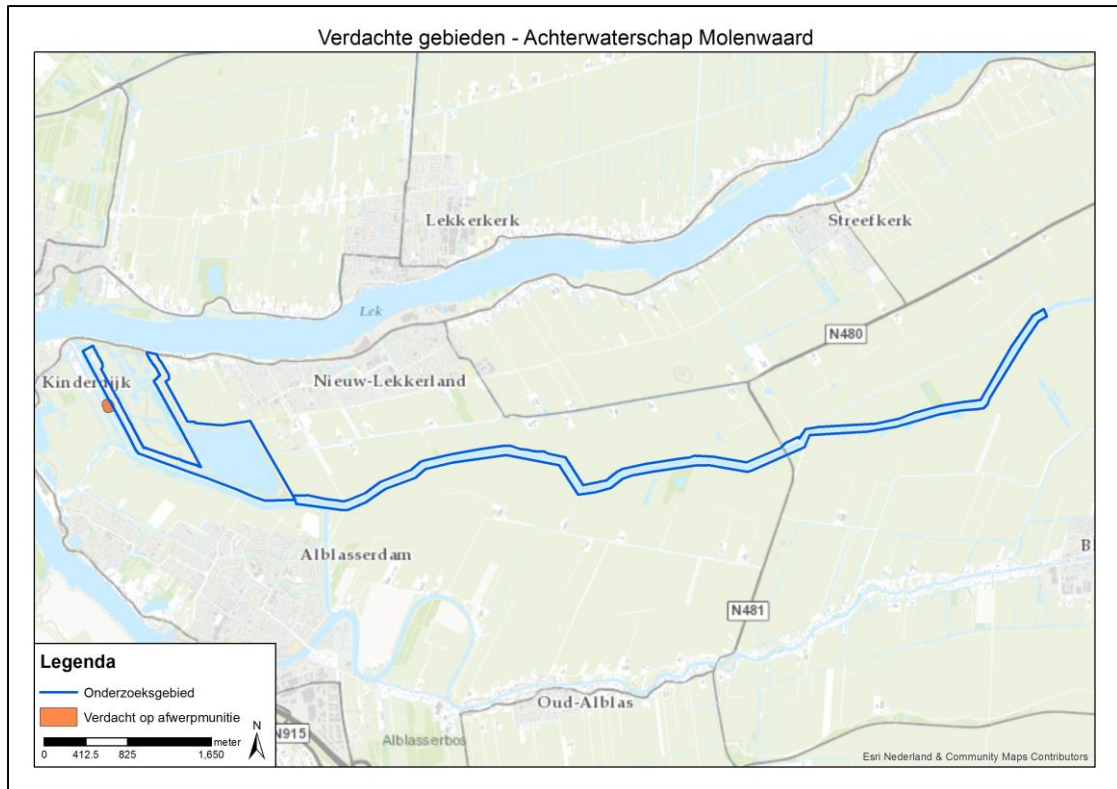 Verdachte gebieden - Achterwaterschap Molenwaard
Lekkerkerk
Streefkerk
Lek
N480
Kinderdijk
Nieuw-Lekkerland
Alblasserdam
Bl
N481
Legenda
Onderzoeksgebied
Verdacht op afwerpmunitie
Oud-Alblas
N915
Alblasserbos
meter
N
0 412.5 825 1,650
Esri Nederland & Community Maps Contributors